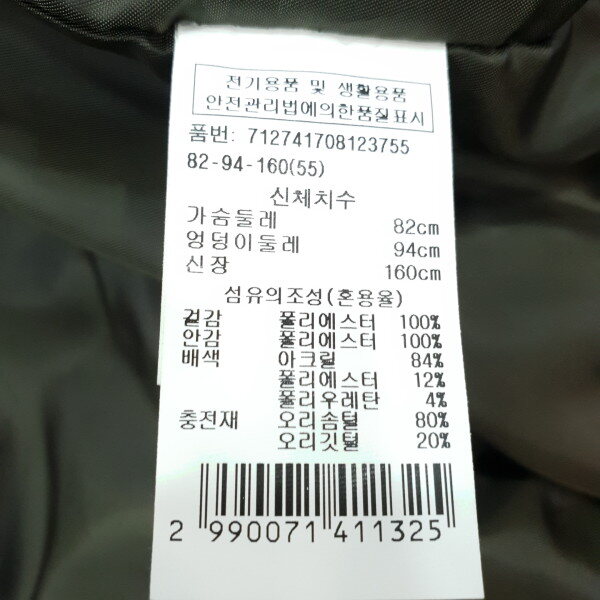 전기용품 및 생활용품
안전관리법에의한품질표시
품번: 712741708123755
82-94-160(55)
신체치수
가슴둘레 82cm
엉덩이둘레 94cm
신장 160cm
섬유의조성(혼용율)
겉감 폴리에스터 100%
안감 폴리에스터 100%
배색 아크릴 84%
폴리에스터 12%
폴리우레탄 4%
충전재 오리솜털 80%
오리깃털 20%
2 990071 411325